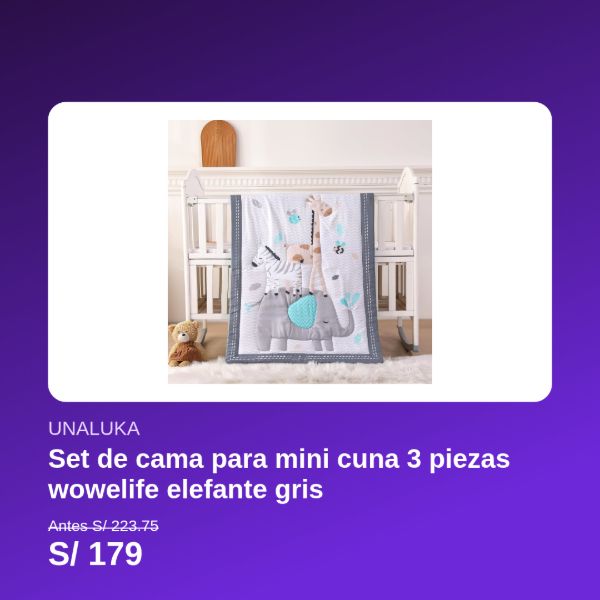 UNALUKA
Set de cama para mini cuna 3 piezas
wowelife elefante gris
Antes S/ 223.75
S/ 179